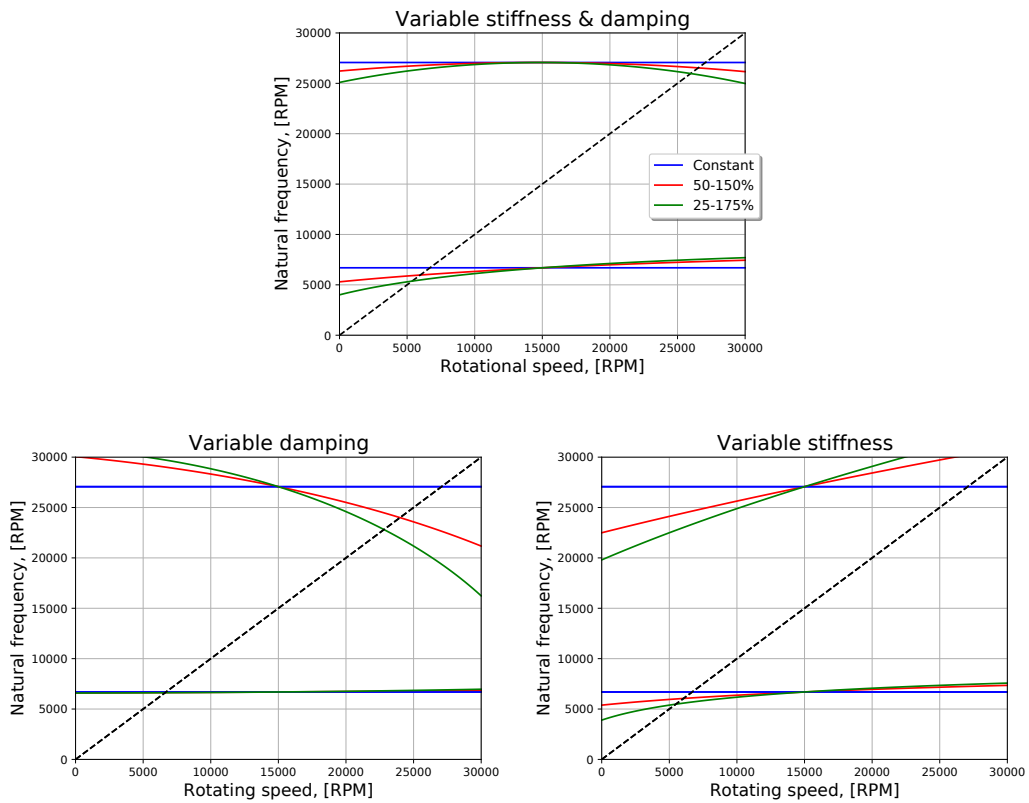 Variable stiffness & damping
Natural frequency, [RPM]
30000
25000
20000
15000
10000
5000
0
0 5000 10000 15000 20000 25000 30000
Rotational speed, [RPM]
Constant
50-150%
25-175%
Variable damping
Natural frequency, [RPM]
30000
25000
20000
15000
10000
5000
0
0 5000 10000 15000 20000 25000 30000
Rotating speed, [RPM]
Variable stiffness
Natural frequency, [RPM]
30000
25000
20000
15000
10000
5000
0
0 5000 10000 15000 20000 25000 30000
Rotating speed, [RPM]